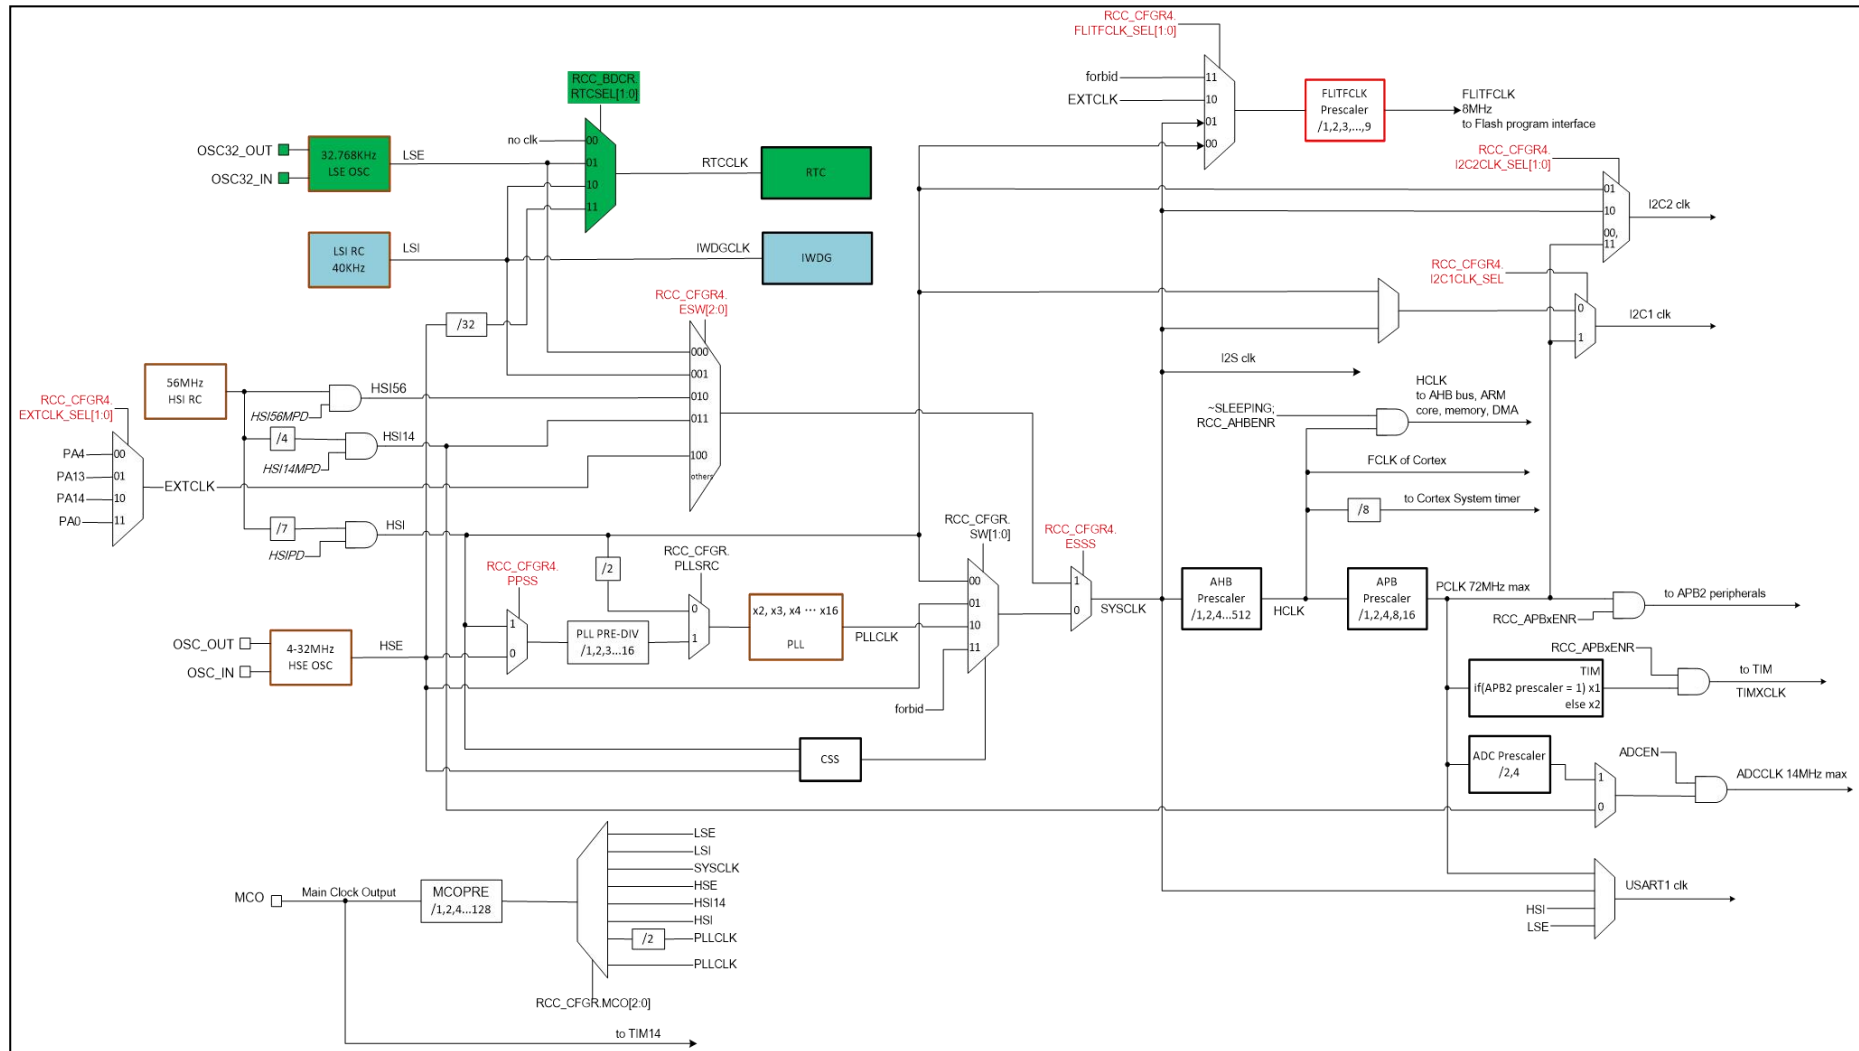 RCC_CFGR4.
FLITFCLK_SEL[1:0]
forbid
EXTCLK
11
10
01
00
FLITFCLK
Prescaler
/1,2,3,...,9
FLITFCLK
8MHz
to Flash program interface
RCC_BDCR.
RTCSEL[1:0]
no clk
00
01
10
11
OSC32_OUT
OSC32_IN
32.768KHz
LSE OSC
LSE
RTCCLK
RTC
RCC_CFGR4.
I2C2CLK_SEL[1:0]
01
10
00,
11
I2C2 clk
LSI RC
40KHz
LSI
IWDGCLK
IWDG
RCC_CFGR4.
I2C1CLK_SEL
0
1
I2C1 clk
RCC_CFGR4.
ESW[2:0]
/32
000
001
010
011
100
others
I2S clk
56MHz
HSI RC
HSI56
HSI56MPD
RCC_CFGR4.
EXTCLK_SEL[1:0]
/4
HSI14
HSI14MPD
PA4
PA13
PA14
PA0
00
01
10
11
EXTCLK
/7
HSI
HSIPD
HCLK
to AHB bus, ARM
core, memory, DMA
~SLEEPING;
RCC_AHBENR
FCLK of Cortex
/8
to Cortex System timer
/2
RCC_CFGR4.
PPSS
1
0
RCC_CFGR.
PLLSRC
0
1
RCC_CFGR.
SW[1:0]
00
01
10
11
RCC_CFGR4.
ESSS
1
0
OSC_OUT
OSC_IN
4-32MHz
HSE OSC
HSE
PLL PRE-DIV
/1,2,3...16
x2, x3, x4 ··· x16
PLL
PLLCLK
forbid
SYSCLK
AHB
Prescaler
/1,2,4...512
HCLK
APB
Prescaler
/1,2,4,8,16
PCLK 72MHz max
RCC_APBxENR
to APB2 peripherals
RCC_APBxENR
TIM
if(APB2 prescaler = 1) x1
else x2
to TIM
TIMXCLK
CSS
ADC Prescaler
/2,4
ADCEN
1
0
ADCCLK 14MHz max
LSE
LSI
SYSCLK
HSE
HSI14
HSI
/2
PLLCLK
PLLCLK
MCO
Main Clock Output
MCOPRE
/1,2,4...128
RCC_CFGR.MCO[2:0]
to TIM14
HSI
LSE
USART1 clk